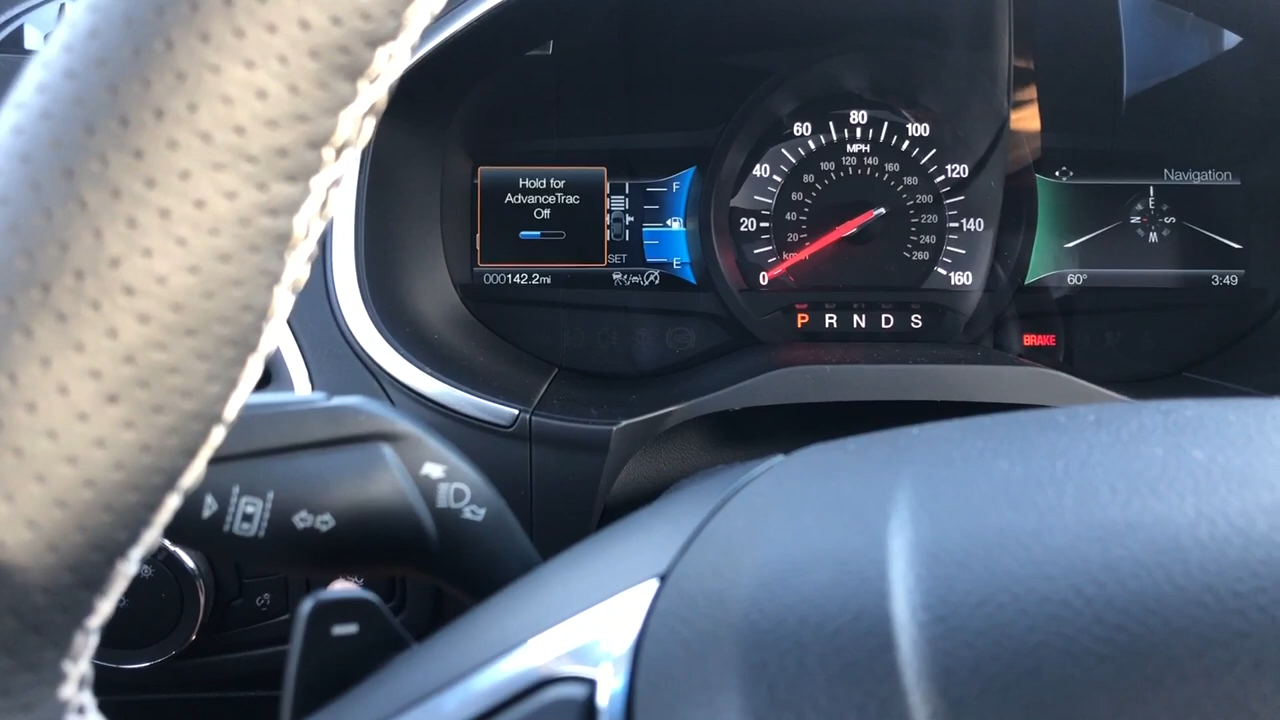 Hold for
AdvanceTrac
Off
SET
000142.2mi
F
E
0 20 40 60 80 100 120 140 160
MPH
20 40 60 80 100 120 140 160 180 200 220 240 260
P R N D S
Navigation
E
N S
W
60° 3:49
BRAKE